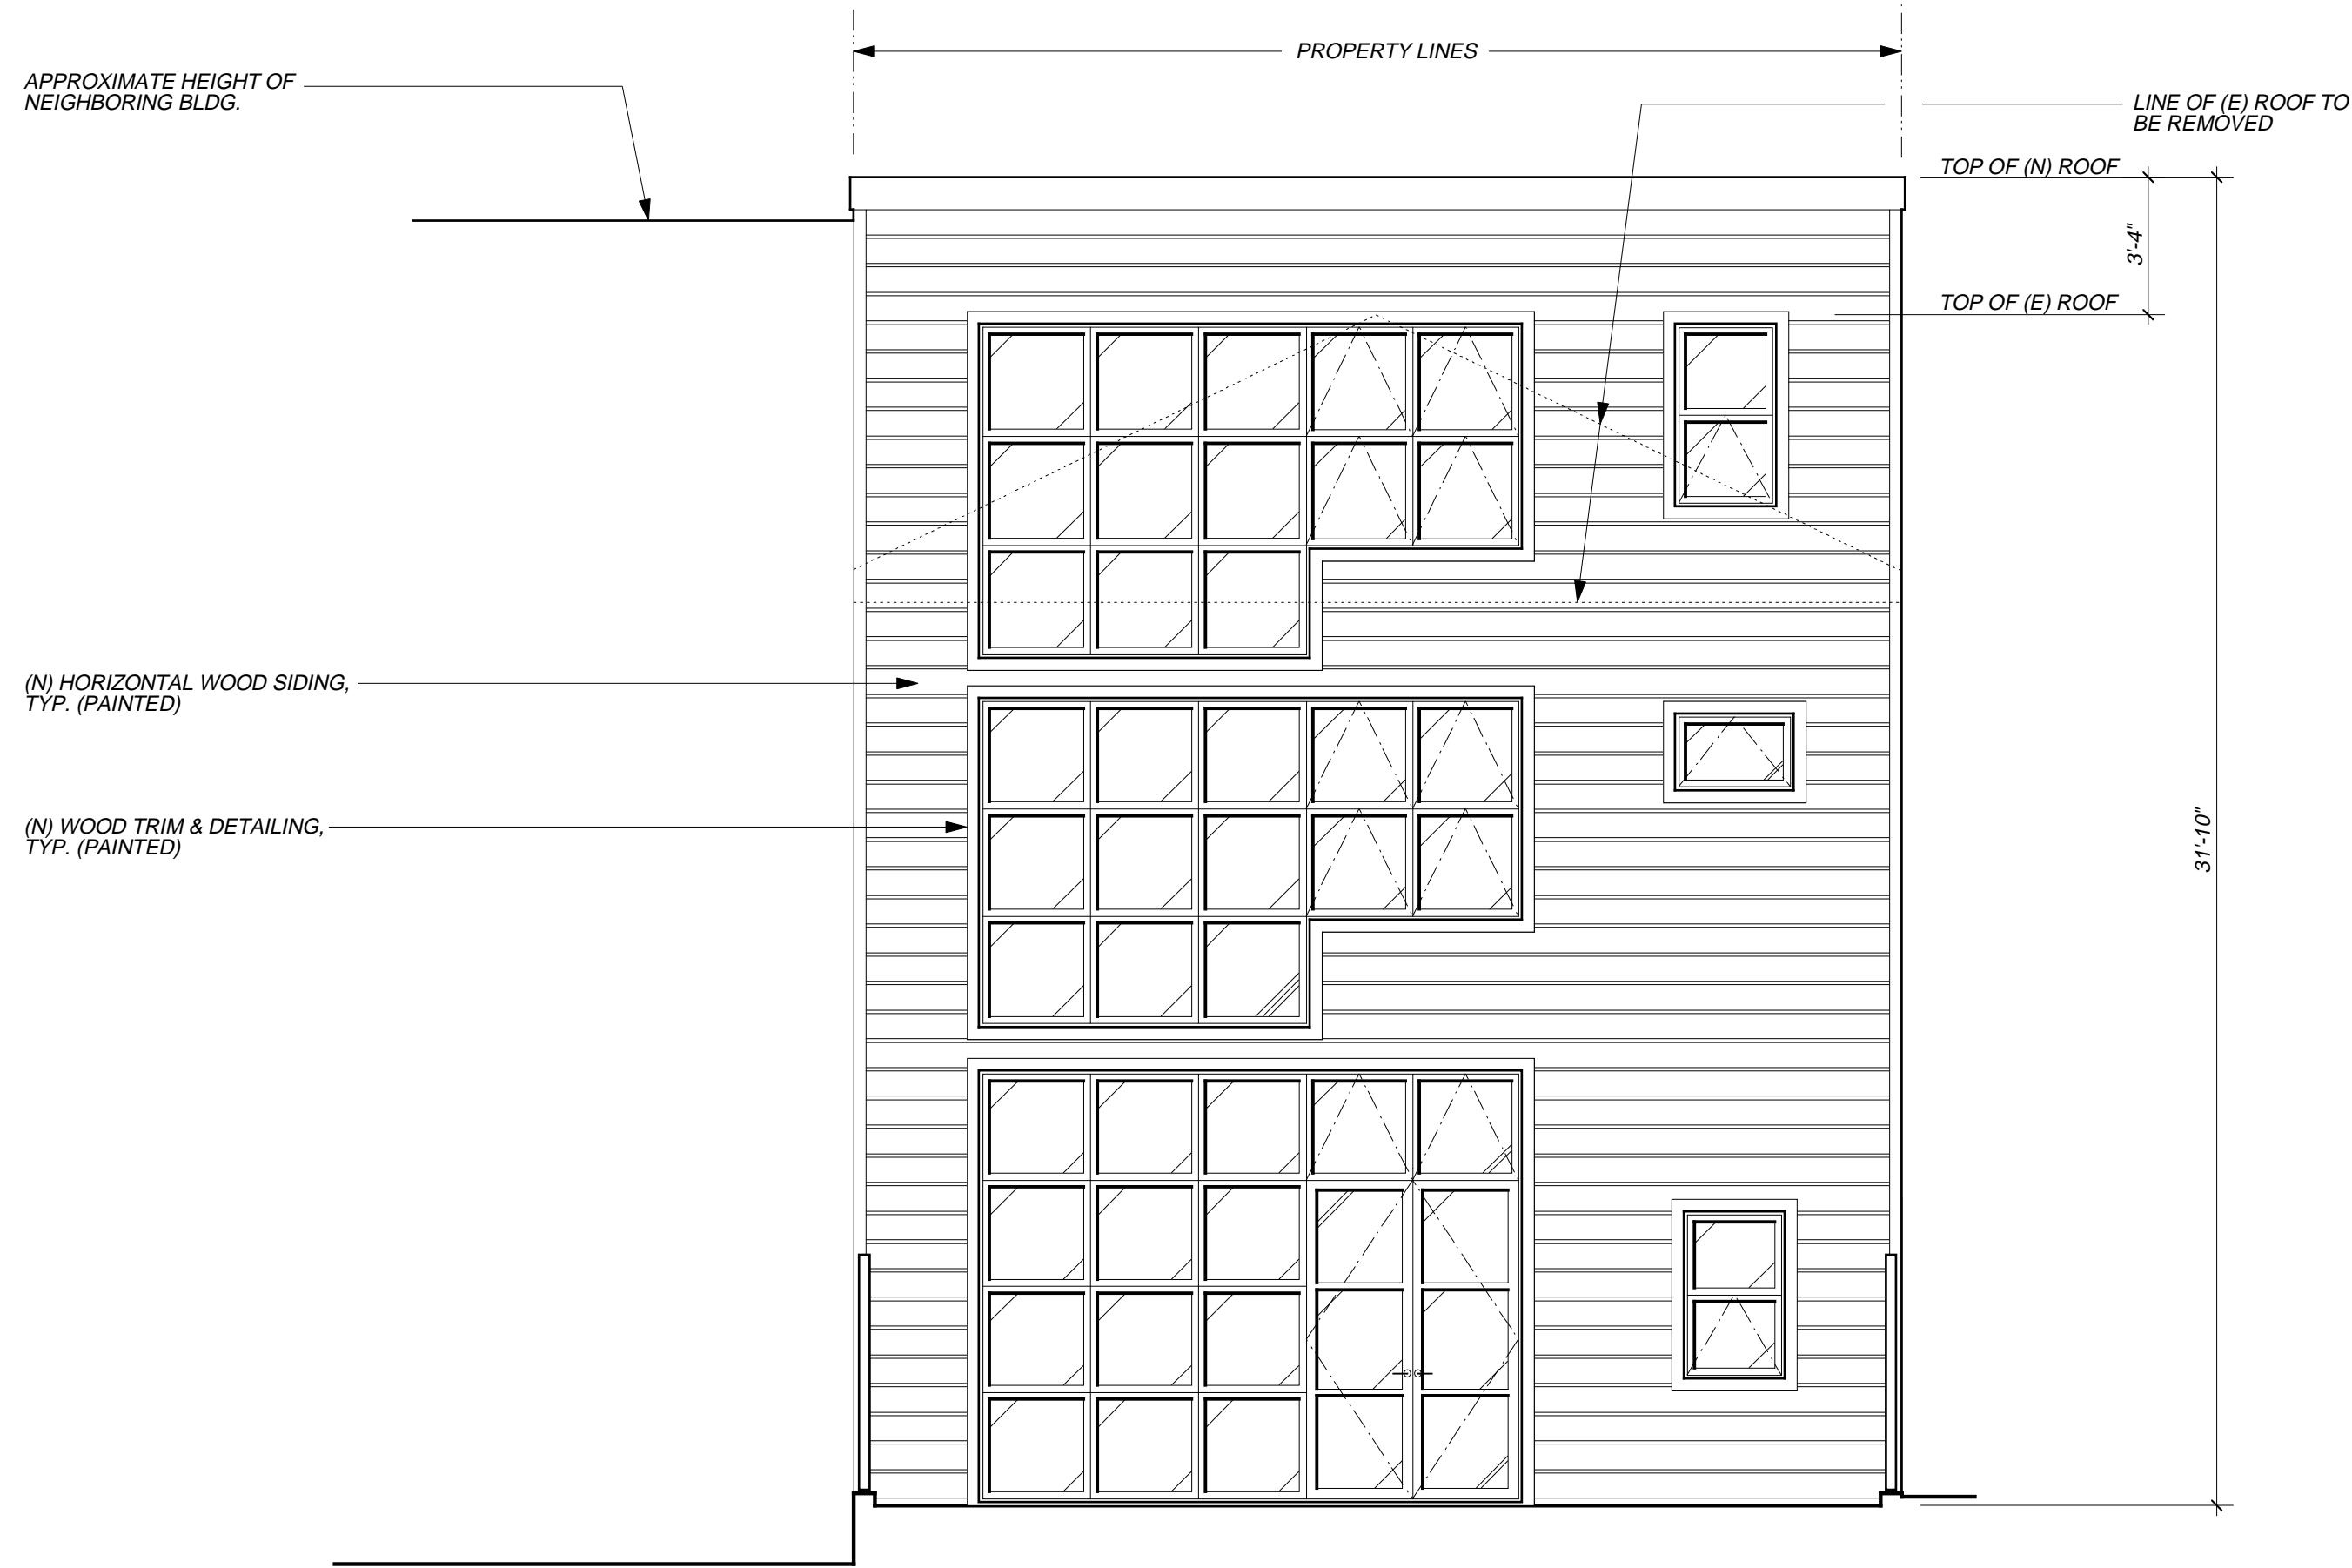 PROPERTY LINES
APPROXIMATE HEIGHT OF
NEIGHBORING BLDG.
LINE OF (E) ROOF TO
BE REMOVED
TOP OF (N) ROOF
3'-4"
TOP OF (E) ROOF
(N) HORIZONTAL WOOD SIDING,
TYP. (PAINTED)
(N) WOOD TRIM & DETAILING,
TYP. (PAINTED)
31'-10"